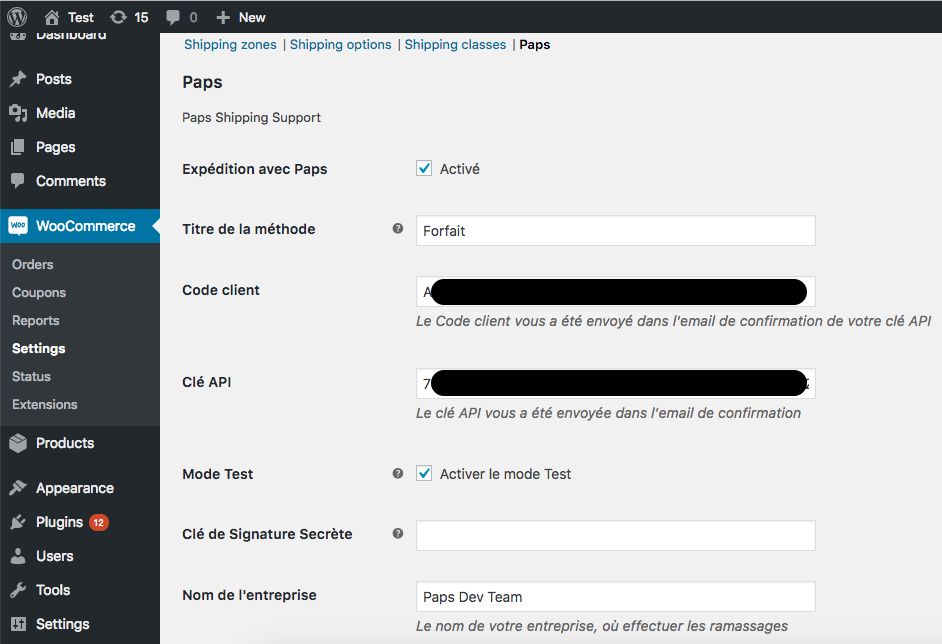 Test 15 0 New
Dashboard
Posts
Media
Pages
Comments
WOO WooCommerce
Orders
Coupons
Reports
Settings
Status
Extensions
Products
Appearance
Plugins 12
Users
Tools
Settings
Shipping zones | Shipping options | Shipping classes | Paps
Paps
Paps Shipping Support
Expédition avec Paps Activé
Titre de la méthode ? Forfait
Code client A
Le Code client vous a été envoyé dans l'email de confirmation de votre clé API
Clé API 7
Le clé API vous a été envoyée dans l'email de confirmation
Mode Test ? Activer le mode Test
Clé de Signature Secrète ?
Nom de l'entreprise Paps Dev Team
Le nom de votre entreprise, où effectuer les ramassages